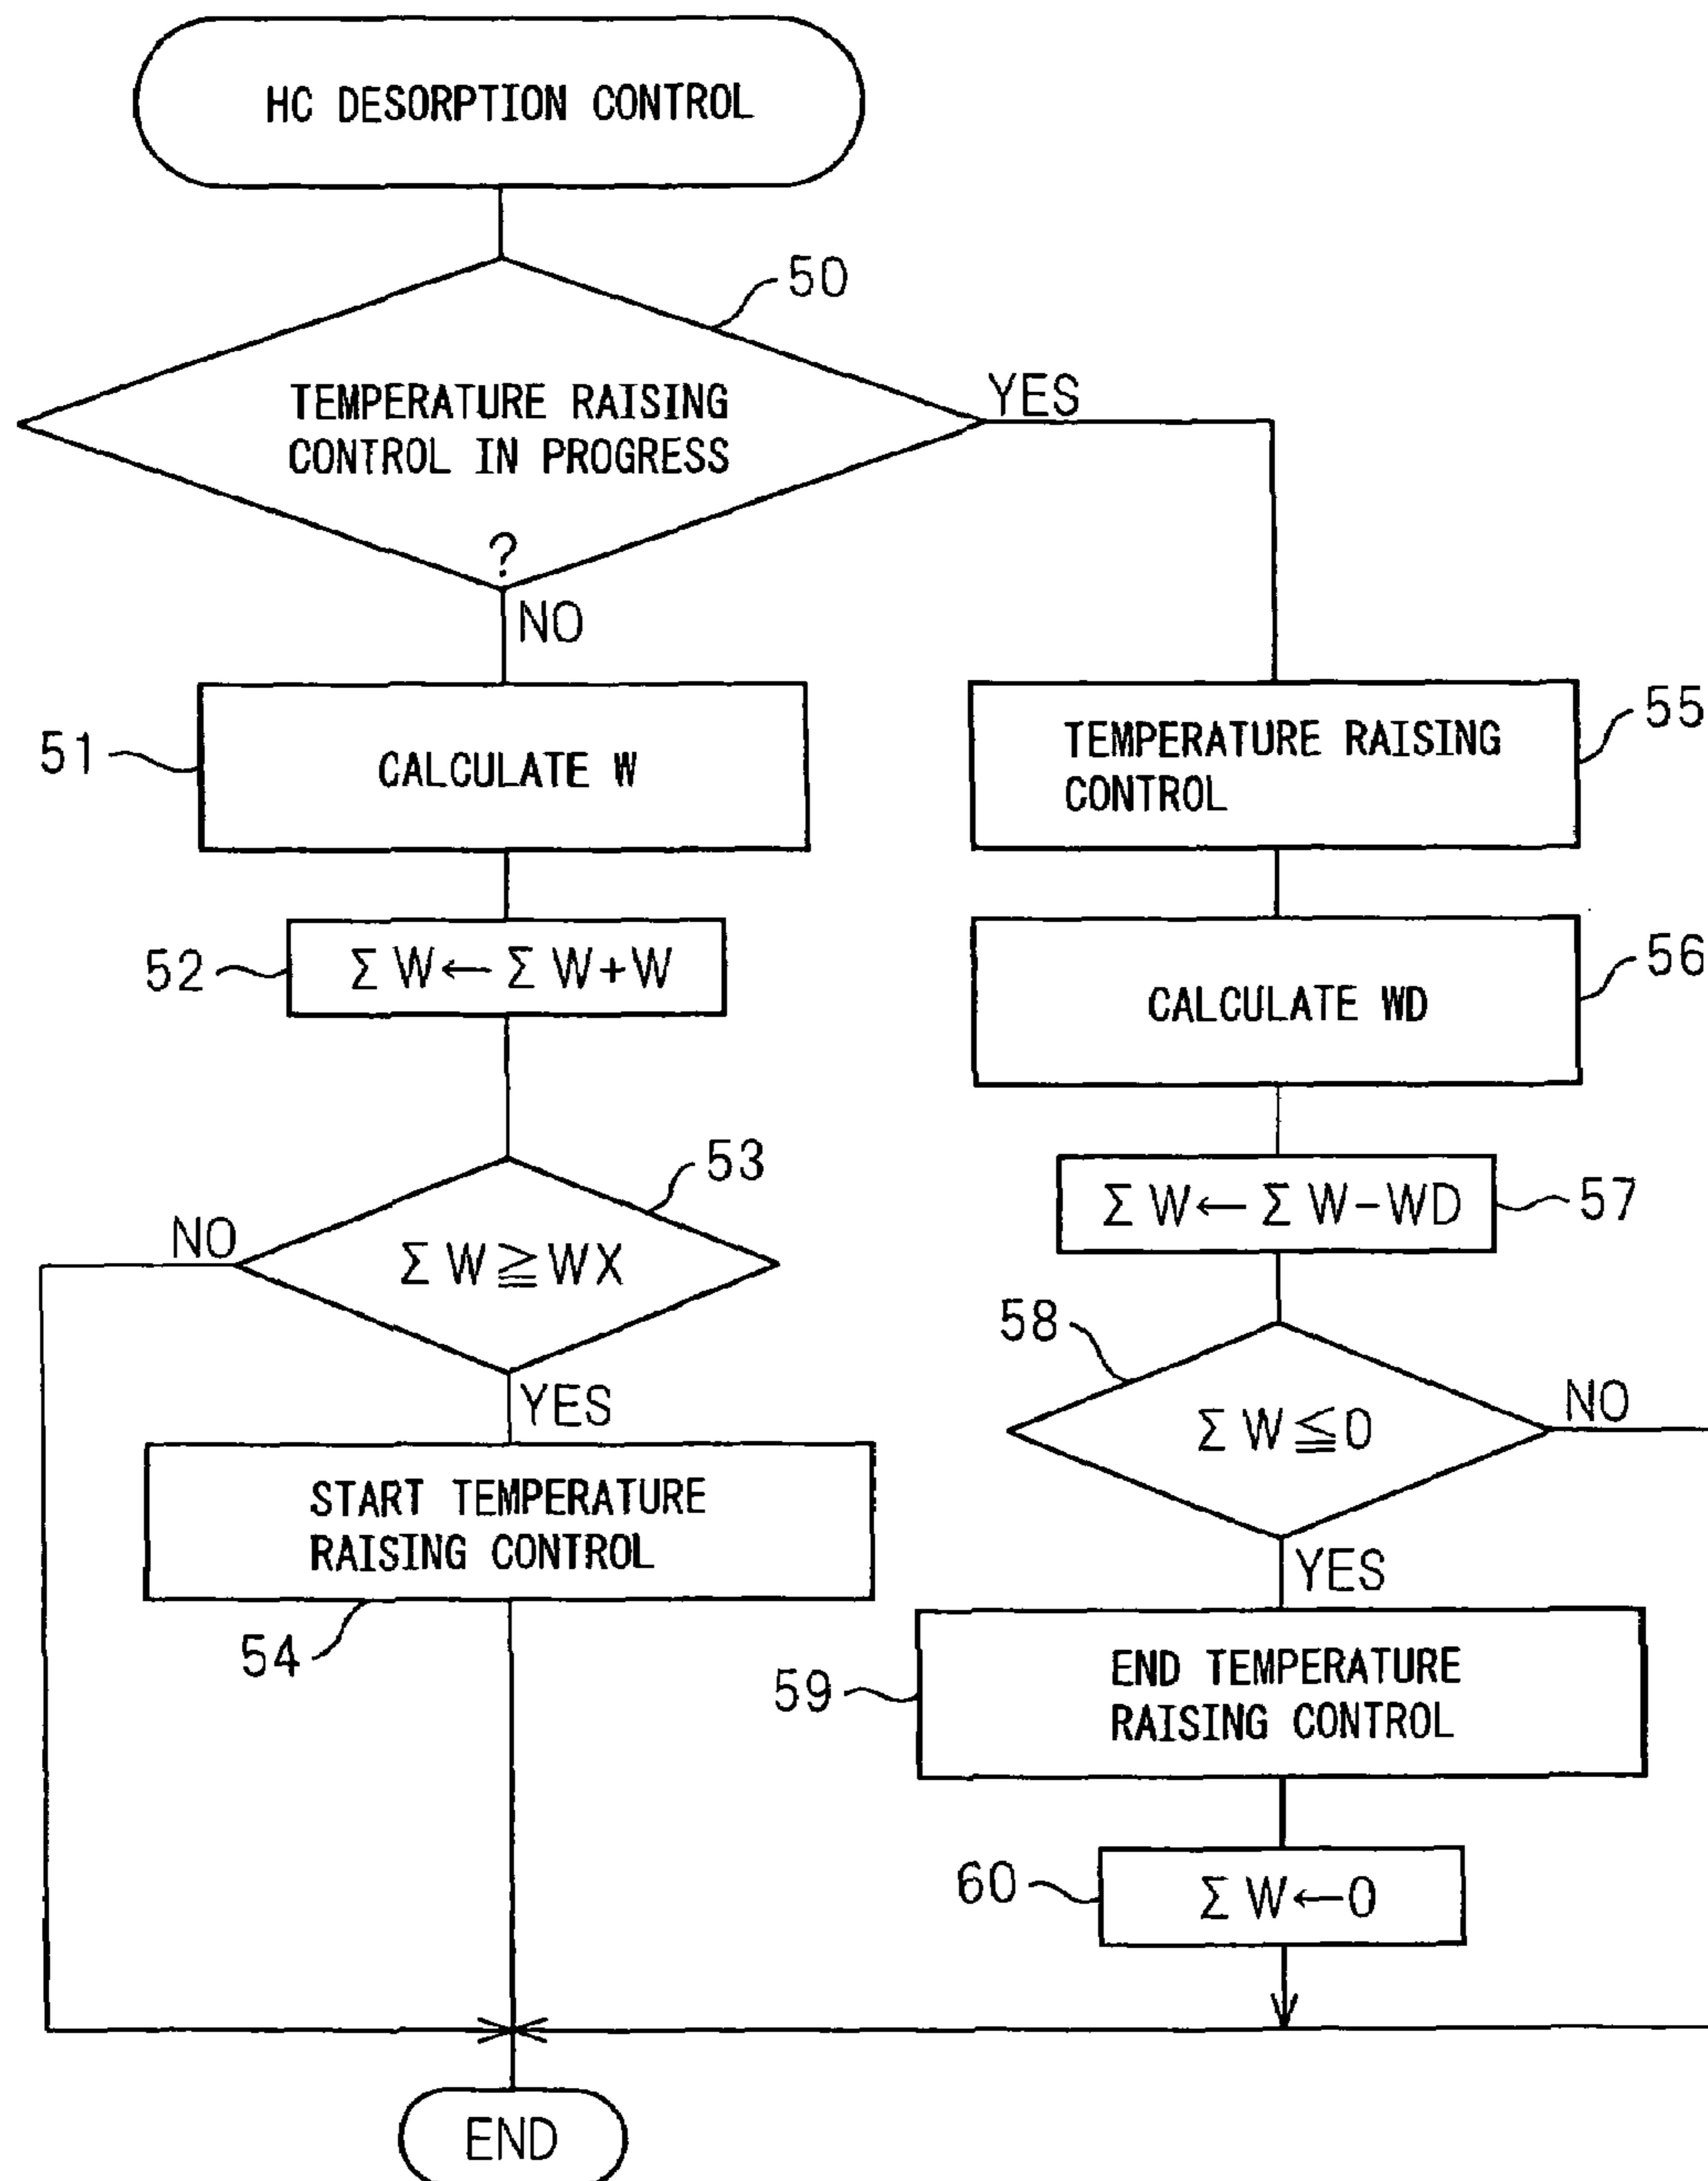 HC DESORPTION CONTROL
50
TEMPERATURE RAISING
CONTROL IN PROGRESS
?
YES
NO
51
CALCULATE W
52
Σ W ← Σ W + W
53
Σ W ≧ WX
NO
YES
START TEMPERATURE
RAISING CONTROL
54
55
TEMPERATURE RAISING
CONTROL
56
CALCULATE WD
Σ W ← Σ W - WD
57
58
Σ W ≦ 0
NO
YES
59
END TEMPERATURE
RAISING CONTROL
60
Σ W ← 0
END